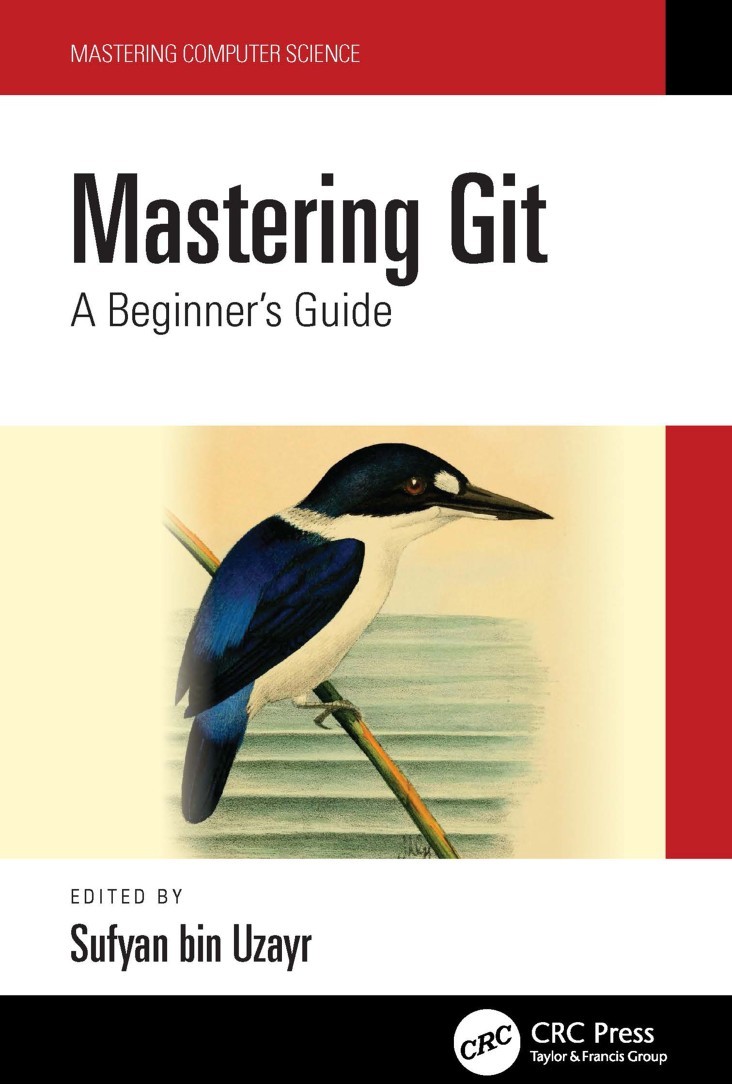 MASTERING COMPUTER SCIENCE
Mastering Git
A Beginner's Guide
EDITED BY
Sufyan bin Uzayr
CRC
CRC Press
Taylor & Francis Group